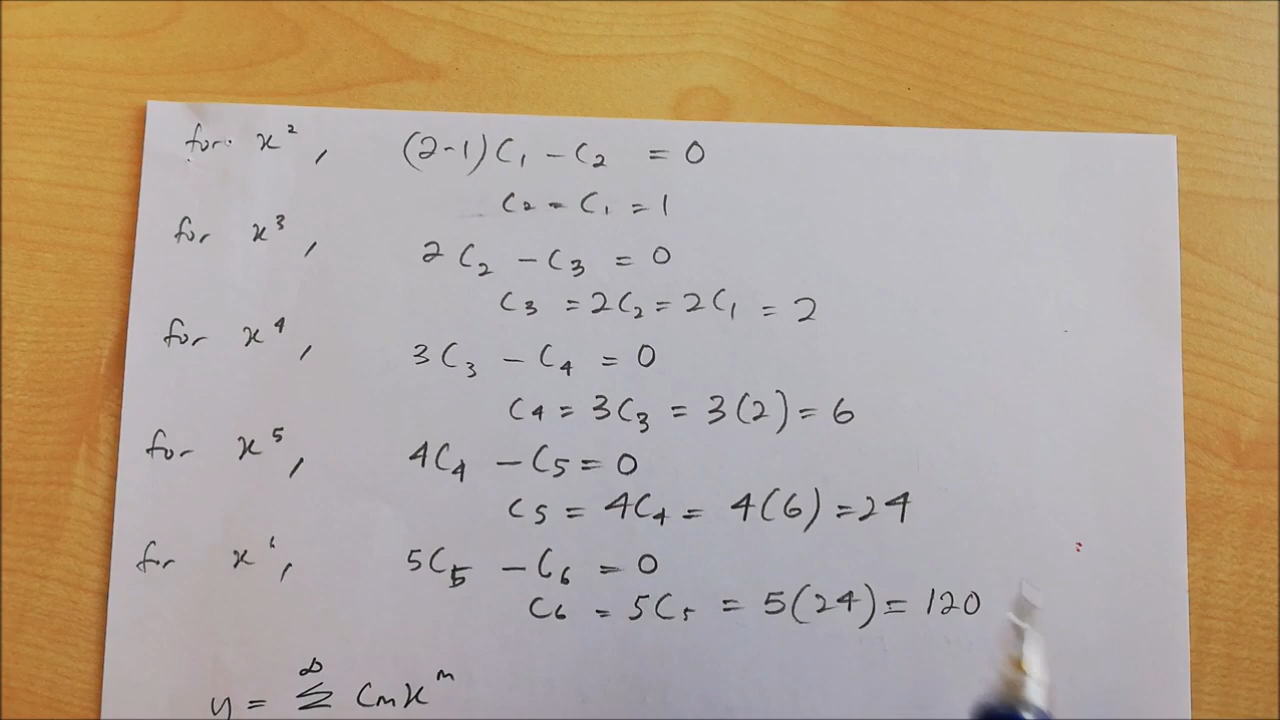 for x², (2-1)C₁ - C₂ = 0
C₂ = C₁ = 1
for x³, 2C₂ - C₃ = 0
C₃ = 2C₂ = 2C₁ = 2
for x⁴, 3C₃ - C₄ = 0
C₄ = 3C₃ = 3(2) = 6
for x⁵, 4C₄ - C₅ = 0
C₅ = 4C₄ = 4(6) = 24
for x⁶, 5C₅ - C₆ = 0
C₆ = 5C₅ = 5(24) = 120
y = ∞ Σ Cmx^m